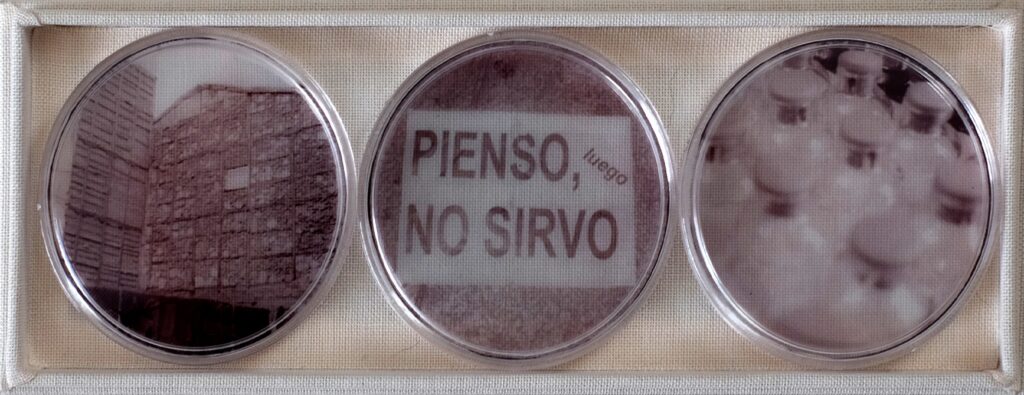 PIENSO, luego
NO SIRVO